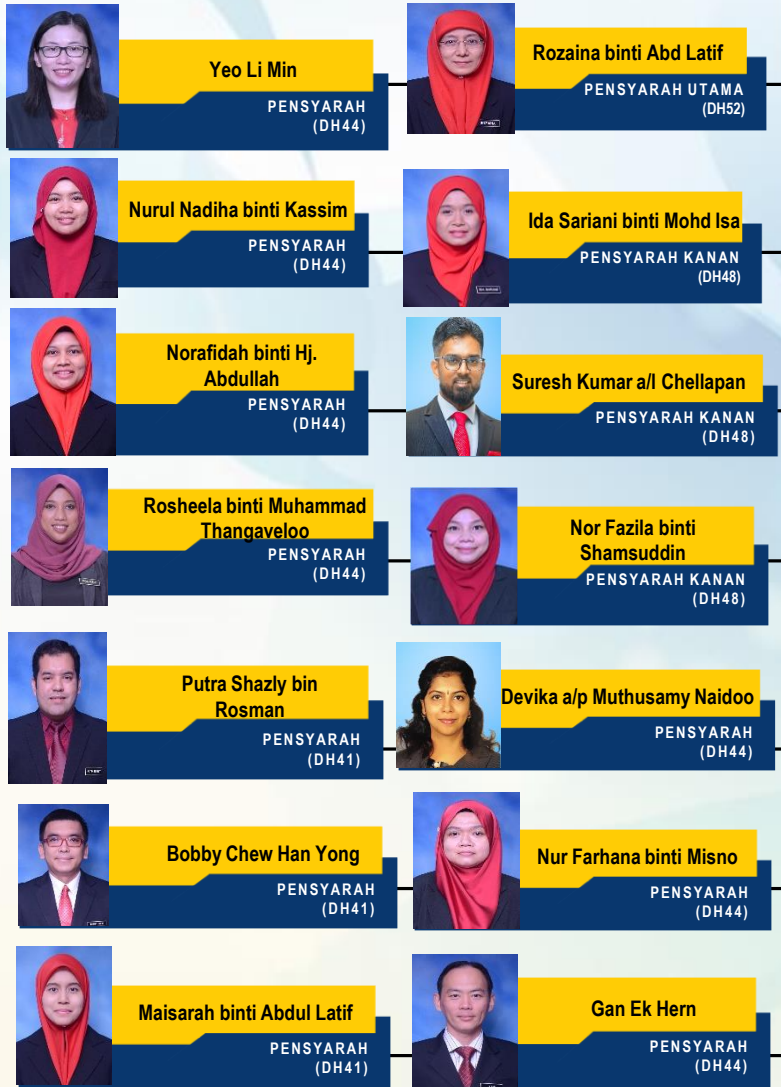 Yeo Li Min
PENSYARAH
(DH44)
Rozaina binti Abd Latif
PENSYARAH UTAMA
(DH52)
Nurul Nadiha binti Kassim
PENSYARAH
(DH44)
Ida Sariani binti Mohd Isa
PENSYARAH KANAN
(DH48)
Norafidah binti Hj.
Abdullah
PENSYARAH
(DH44)
Suresh Kumar a/l Chellapan
PENSYARAH KANAN
(DH48)
Rosheela binti Muhammad
Thangaveloo
PENSYARAH
(DH44)
Nor Fazila binti
Shamsuddin
PENSYARAH KANAN
(DH48)
Putra Shazly bin
Rosman
PENSYARAH
(DH41)
Devika a/p Muthusamy Naidoo
PENSYARAH
(DH44)
Bobby Chew Han Yong
PENSYARAH
(DH41)
Nur Farhana binti Misno
PENSYARAH
(DH44)
Maisarah binti Abdul Latif
PENSYARAH
(DH41)
Gan Ek Hern
PENSYARAH
(DH44)